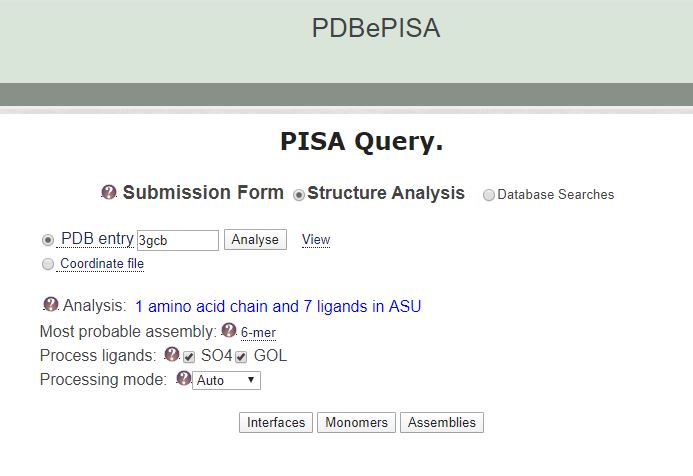 PDBePISA
PISA Query.
Submission Form Structure Analysis Database Searches
PDB entry 3gcb Analyse View
Coordinate file
Analysis: 1 amino acid chain and 7 ligands in ASU
Most probable assembly: 6-mer
Process ligands: SO4 GOL
Processing mode: Auto
Interfaces Monomers Assemblies